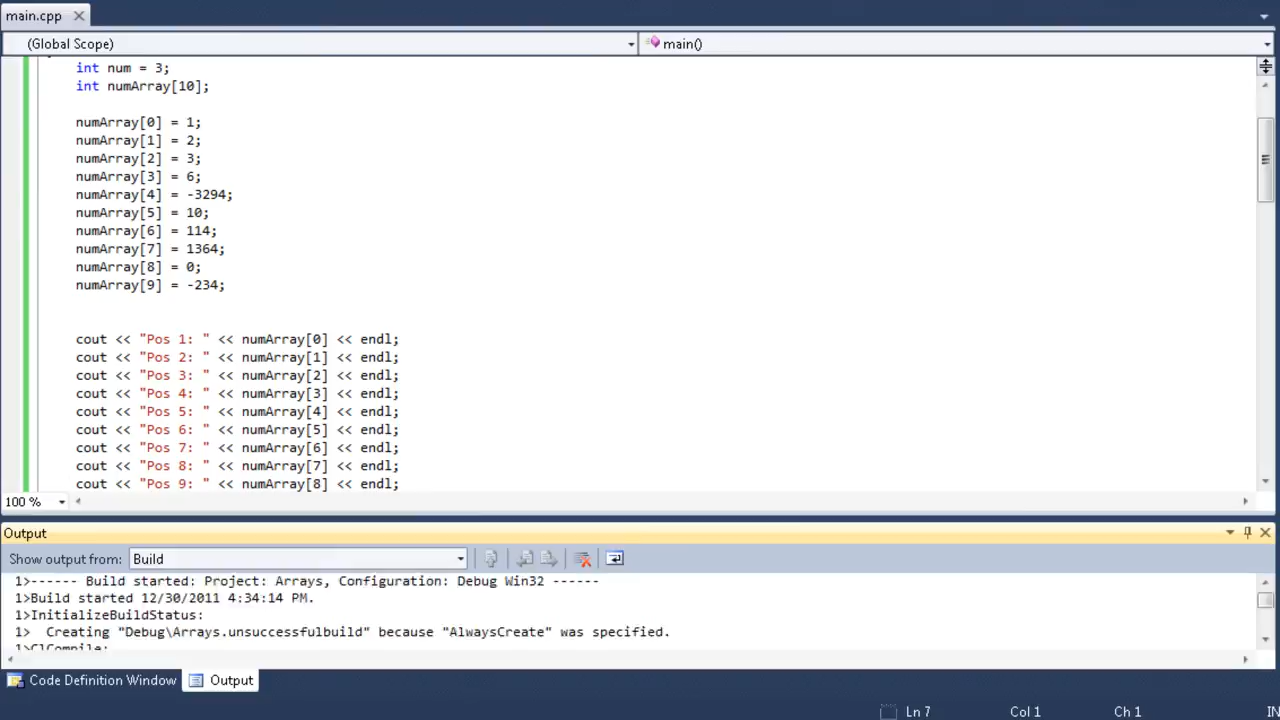 main.cpp
(Global Scope) main()
int num = 3;
int numArray[10];
numArray[0] = 1;
numArray[1] = 2;
numArray[2] = 3;
numArray[3] = 6;
numArray[4] = -3294;
numArray[5] = 10;
numArray[6] = 114;
numArray[7] = 1364;
numArray[8] = 0;
numArray[9] = -234;
cout << "Pos 1: " << numArray[0] << endl;
cout << "Pos 2: " << numArray[1] << endl;
cout << "Pos 3: " << numArray[2] << endl;
cout << "Pos 4: " << numArray[3] << endl;
cout << "Pos 5: " << numArray[4] << endl;
cout << "Pos 6: " << numArray[5] << endl;
cout << "Pos 7: " << numArray[6] << endl;
cout << "Pos 8: " << numArray[7] << endl;
cout << "Pos 9: " << numArray[8] << endl;
100 %
Output
Show output from: Build
1>------ Build started: Project: Arrays, Configuration: Debug Win32 ------
1>Build started 12/30/2011 4:34:14 PM.
1>InitializeBuildStatus:
1>  Creating "Debug\Arrays.unsuccessfulbuild" because "AlwaysCreate" was specified.
1>ClCompile:
Code Definition Window Output
Ln 7 Col 1 Ch 1 IN